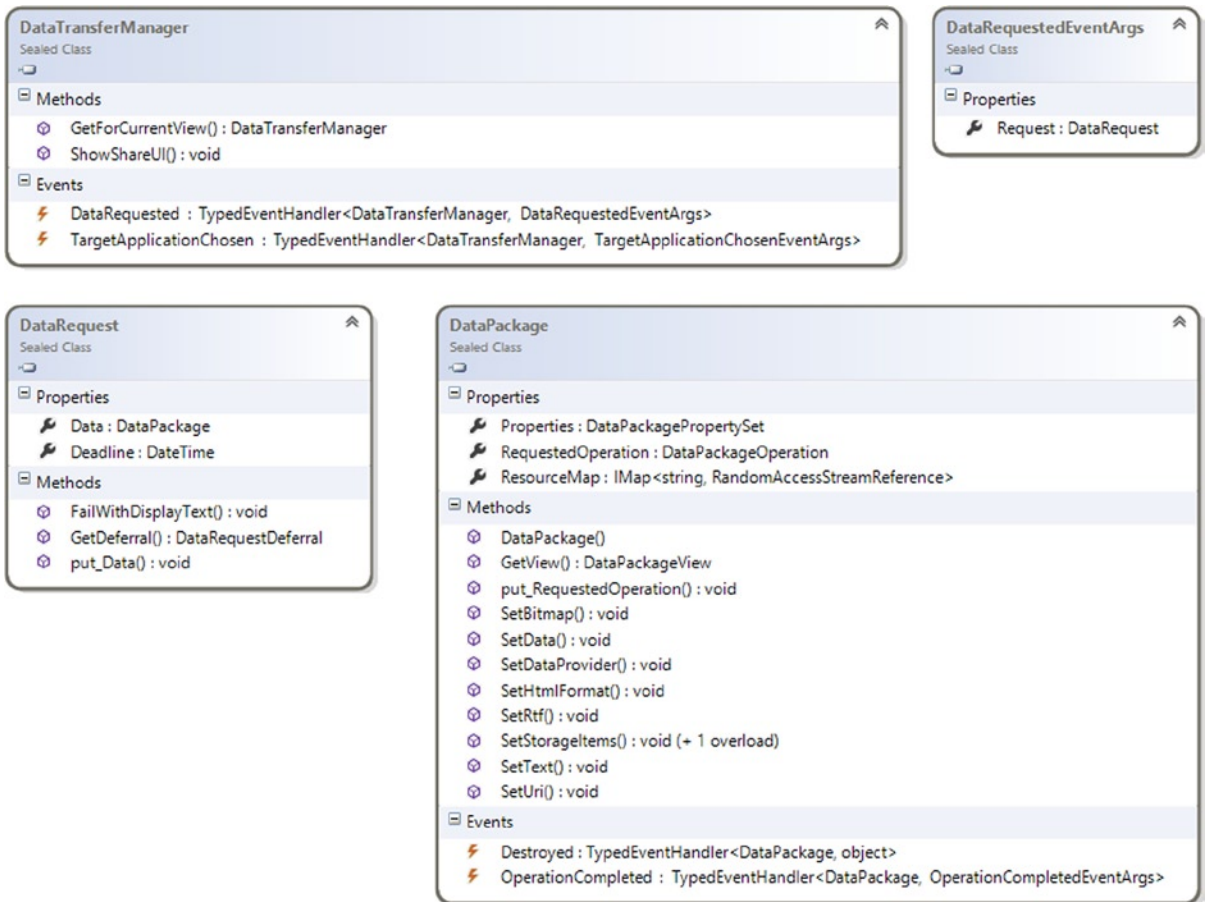 DataTransferManager
Sealed Class
Methods
GetForCurrentView() : DataTransferManager
ShowShareUI() : void
Events
DataRequested : TypedEventHandler<DataTransferManager, DataRequestedEventArgs>
TargetApplicationChosen : TypedEventHandler<DataTransferManager, TargetApplicationChosenEventArgs>
DataRequestedEventArgs
Sealed Class
Properties
Request : DataRequest
DataRequest
Sealed Class
Properties
Data : DataPackage
Deadline : DateTime
Methods
FailWithDisplayText() : void
GetDeferral() : DataRequestDeferral
put_Data() : void
DataPackage
Sealed Class
Properties
Properties : DataPackagePropertySet
RequestedOperation : DataPackageOperation
ResourceMap : IMap<string, RandomAccessStreamReference>
Methods
DataPackage()
GetView() : DataPackageView
put_RequestedOperation() : void
SetBitmap() : void
SetData() : void
SetDataProvider() : void
SetHtmlFormat() : void
SetRtf() : void
SetStorageItems() : void (+ 1 overload)
SetText() : void
SetUri() : void
Events
Destroyed : TypedEventHandler<DataPackage, object>
OperationCompleted : TypedEventHandler<DataPackage, OperationCompletedEventArgs>